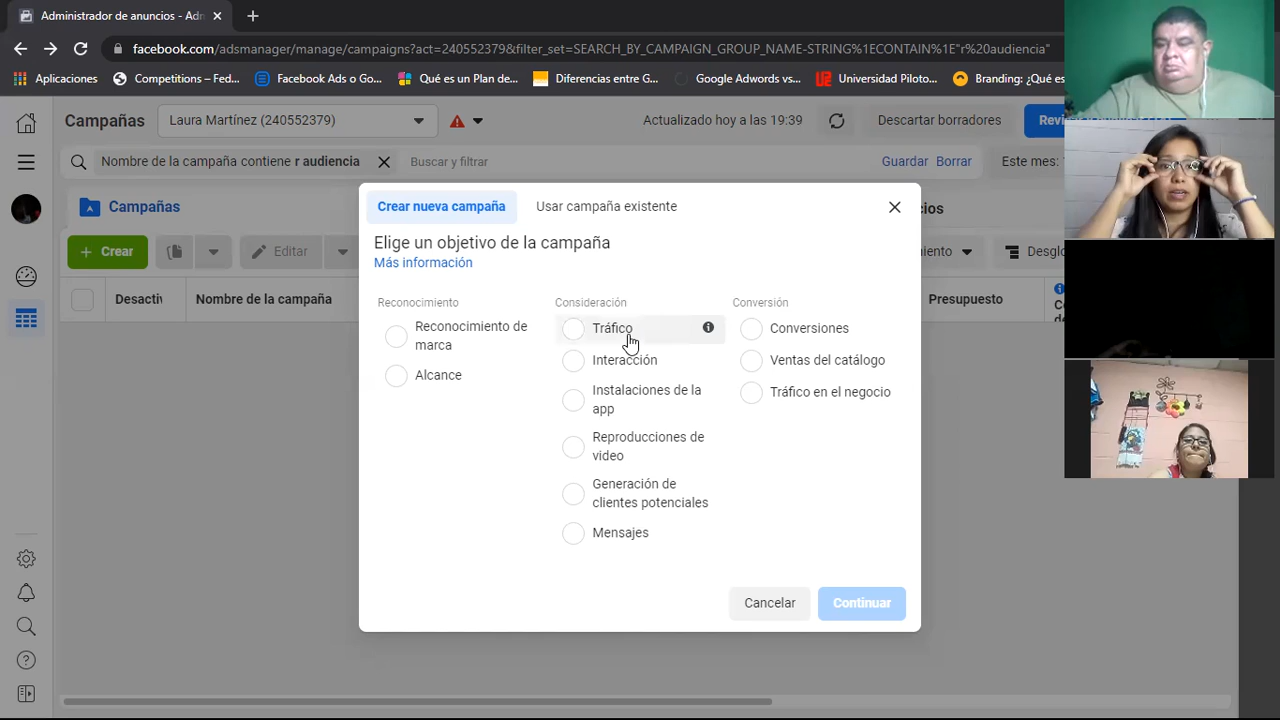 Administrador de anuncios - Adr
facebook.com/adsmanager/manage/campaigns?act=240552379&filter_set=SEARCH_BY_CAMPAIGN_GROUP_NAME-STRING%1ECONTAIN%1E"r%20audiencia"
Aplicaciones
Competitions – Fed...
Facebook Ads o Go...
Qué es un Plan de...
Diferencias entre G...
Google Adwords vs...
Universidad Piloto...
Branding: ¿Qué es
Campañas
Laura Martínez (240552379)
Actualizado hoy a las 19:39
Descartar borradores
Nombre de la campaña contiene r audiencia
Buscar y filtrar
Guardar
Borrar
Este mes:
Campañas
Crear nueva campaña
Usar campaña existente
+ Crear
Editar
Elige un objetivo de la campaña
Más información
Desglo
Desactiv
Nombre de la campaña
Presupuesto
Reconocimiento
Consideración
Conversión
Reconocimiento de
marca
Alcance
Tráfico
Interacción
Instalaciones de la
app
Reproducciones de
video
Generación de
clientes potenciales
Mensajes
Conversiones
Ventas del catálogo
Tráfico en el negocio
Cancelar
Continuar